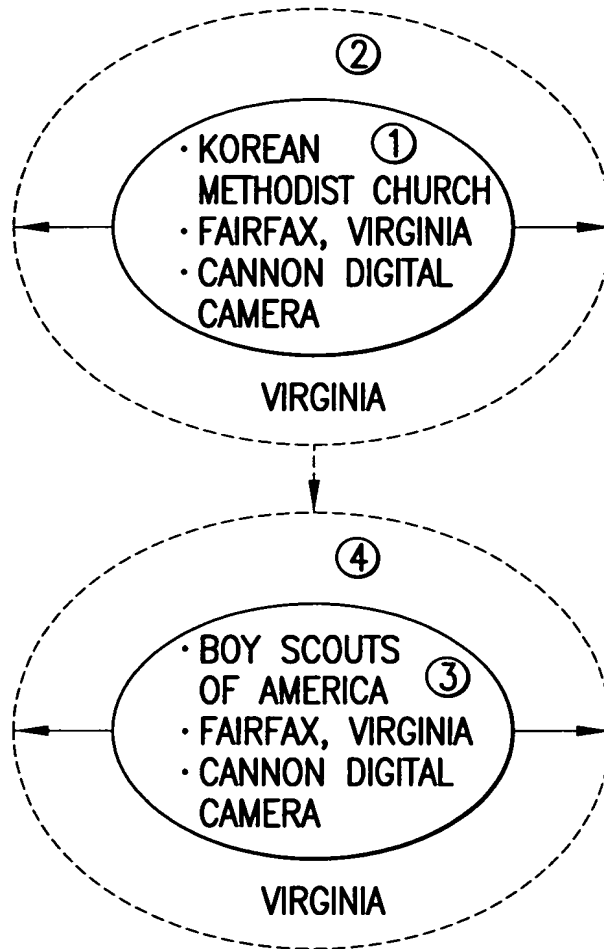 ②
· KOREAN ①
METHODIST CHURCH
· FAIRFAX, VIRGINIA
· CANNON DIGITAL
CAMERA
VIRGINIA
④
· BOY SCOUTS
OF AMERICA ③
· FAIRFAX, VIRGINIA
· CANNON DIGITAL
CAMERA
VIRGINIA